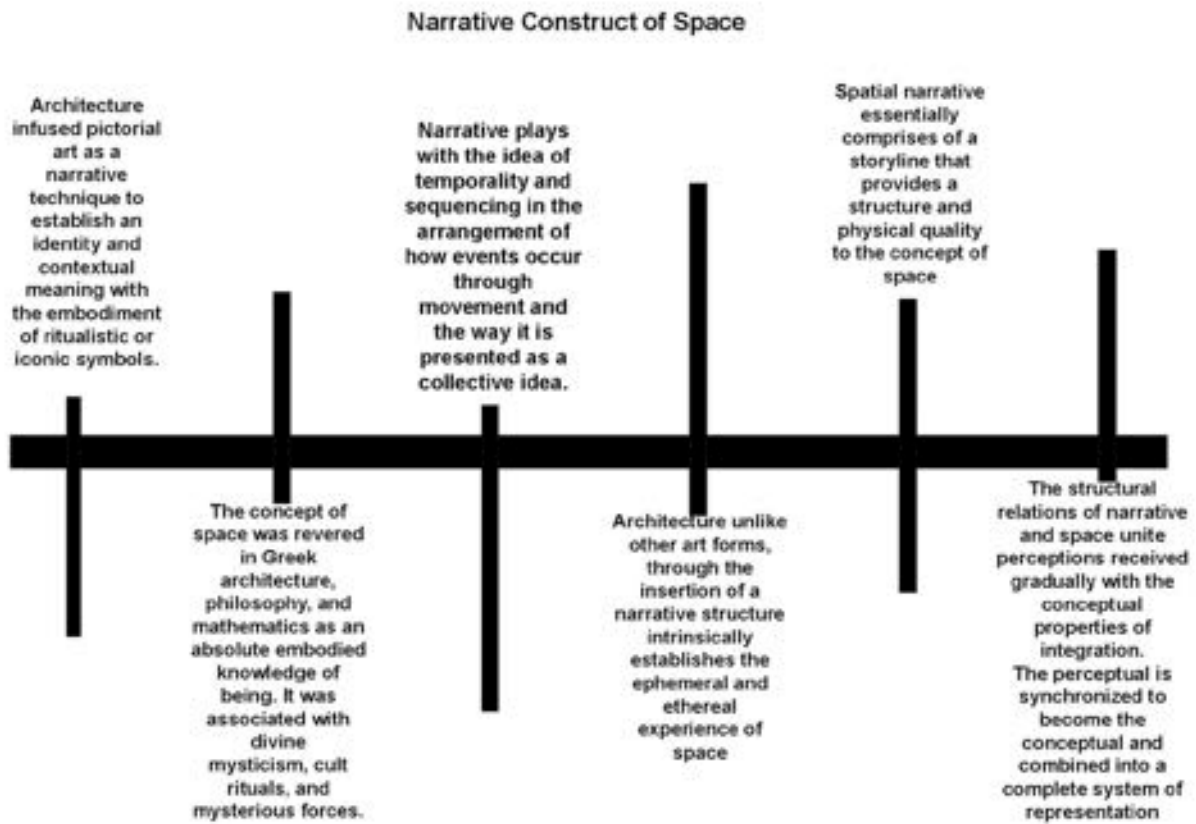 Narrative Construct of Space
Architecture
infused pictorial
art as a
narrative
technique to
establish an
identity and
contextual
meaning with
the embodiment
of ritualistic or
iconic symbols.
The concept of
space was revered
in Greek
architecture,
philosophy, and
mathematics as an
absolute embodied
knowledge of
being. It was
associated with
divine
mysticism, cult
rituals, and
mysterious forces.
Narrative plays
with the idea of
temporality and
sequencing in the
arrangement of
how events occur
through
movement and
the way it is
presented as a
collective idea.
Architecture unlike
other art forms,
through the
insertion of a
narrative structure
intrinsically
establishes the
ephemeral and
ethereal
experience of
space
Spatial narrative
essentially
comprises of a
storyline that
provides a
structure and
physical quality
to the concept of
space
The structural
relations of narrative
and space unite
perceptions received
gradually with the
conceptual
properties of
integration.
The perceptual is
synchronized to
become the
conceptual and
combined into a
complete system of
representation